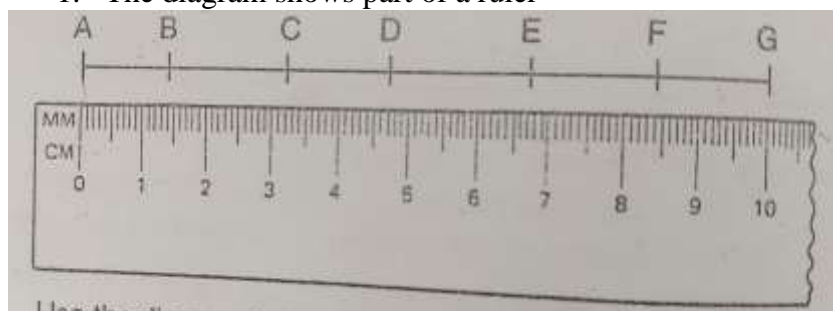 1. The diagram shows part of a ruler
A B C D E F G
MM
CM
0 1 2 3 4 5 6 7 8 9 10